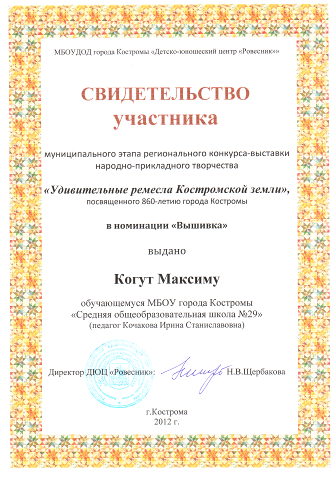 МБОУДОД города Костромы «Детско-юношеский центр «Ровесник»»
СВИДЕТЕЛЬСТВО
участника
муниципального этапа регионального конкурса-выставки
народно-прикладного творчества
«Удивительные ремесла Костромской земли»,
посвященного 860-летию города Костромы
в номинации «Вышивка»
выдано
Когут Максиму
обучающемуся МБОУ города Костромы
«Средняя общеобразовательная школа №29»
(педагог Кочакова Ирина Станиславовна)
Директор ДЮЦ «Ровесник»: Н.В.Щербакова
г.Кострома
2012 г.